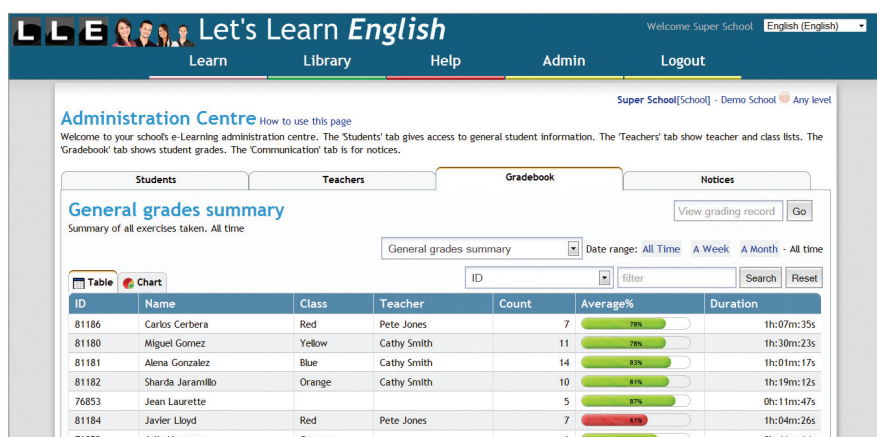 LLE Let's Learn English
Welcome Super School English (English)
Learn Library Help Admin Logout
Super School[School] - Demo School Any level
Administration Centre How to use this page
Welcome to your school's e-Learning administration centre. The 'Students' tab gives access to general student information. The 'Teachers' tab show teacher and class lists. The
'Gradebook' tab shows student grades. The 'Communication' tab is for notices.
Students Teachers Gradebook Notices
General grades summary
View grading record Go
Summary of all exercises taken. All time
General grades summary Date range: All Time A Week A Month - All time
Table Chart ID filter Search Reset
ID Name Class Teacher Count Average% Duration
81186 Carlos Cerbera Red Pete Jones 7 78% 1h:07m:35s
81180 Miguel Gomez Yellow Cathy Smith 11 78% 1h:30m:23s
81181 Alena Gonzalez Blue Cathy Smith 14 83% 1h:01m:17s
81182 Sharda Jaramillo Orange Cathy Smith 10 81% 1h:19m:12s
76853 Jean Laurette 5 87% 0h:11m:47s
81184 Javier Lloyd Red Pete Jones 7 61% 1h:04m:26s